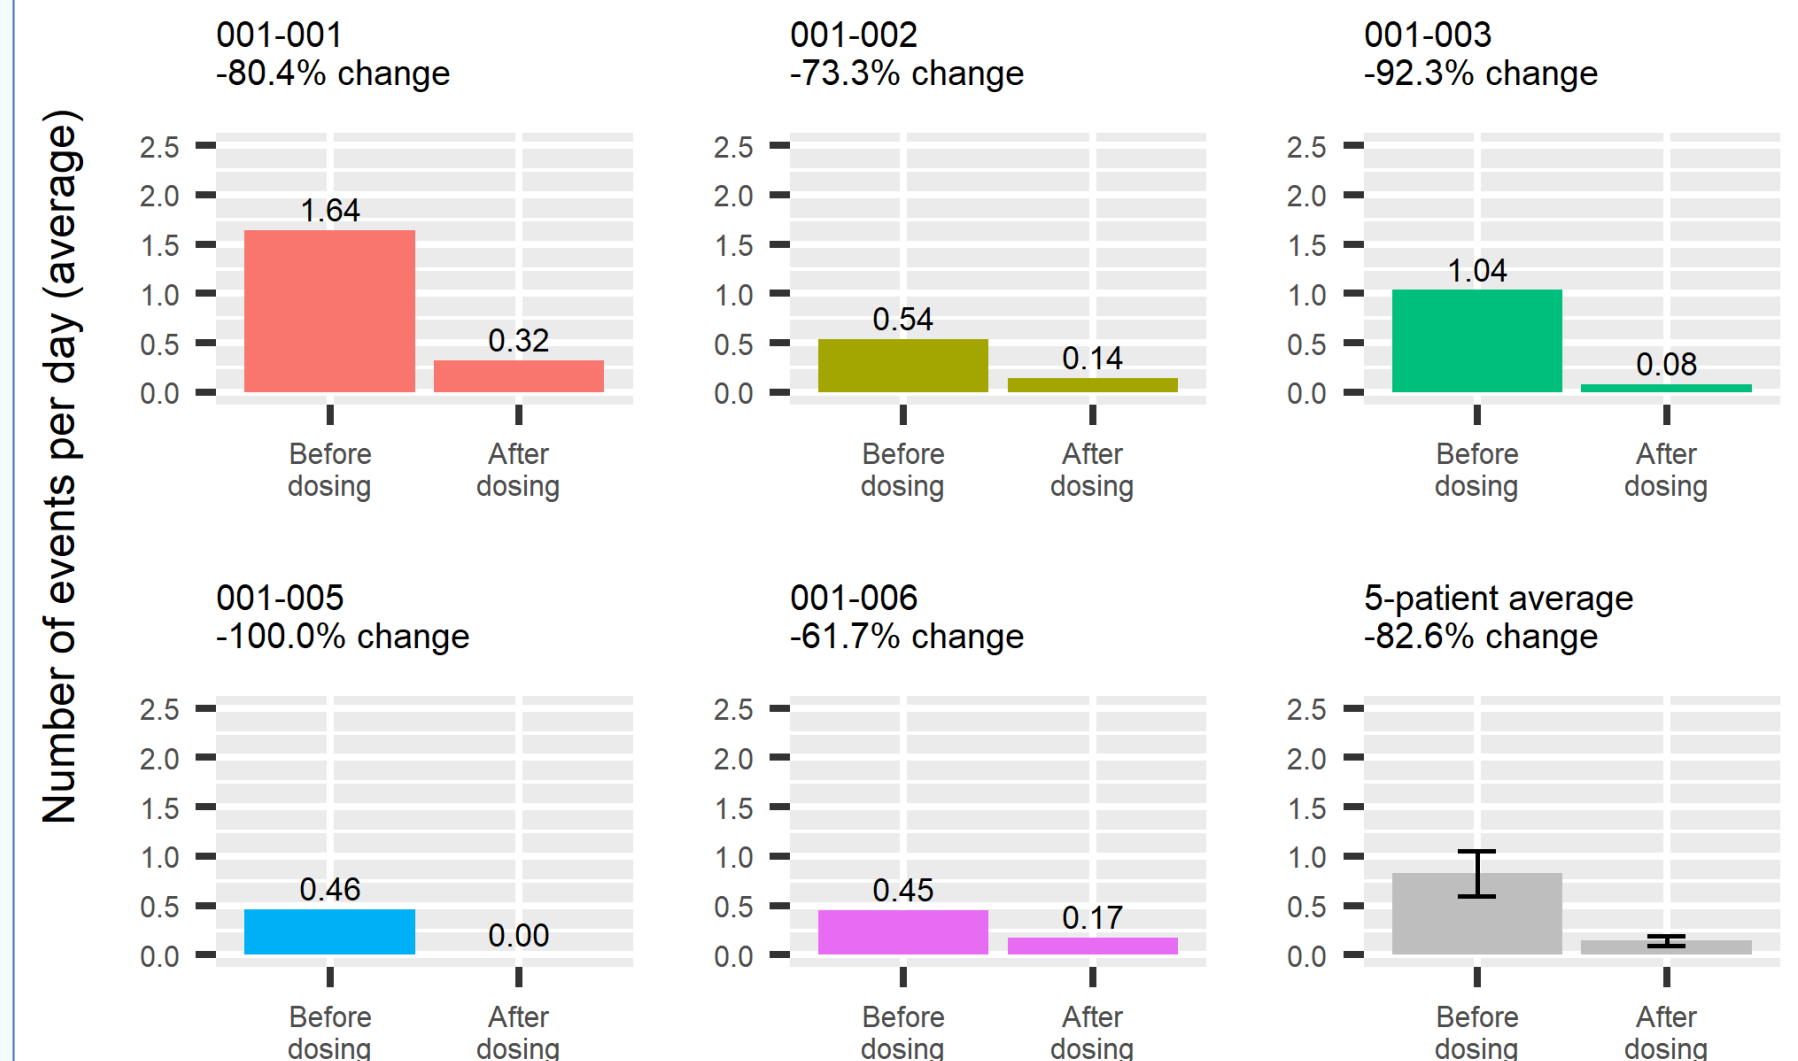 Number of events per day (average)
001-001
-80.4% change
2.5
2.0
1.5
1.0
0.5
0.0
1.64
0.32
Before
dosing
After
dosing
001-002
-73.3% change
2.5
2.0
1.5
1.0
0.5
0.0
0.54
0.14
Before
dosing
After
dosing
001-003
-92.3% change
2.5
2.0
1.5
1.0
0.5
0.0
1.04
0.08
Before
dosing
After
dosing
001-005
-100.0% change
2.5
2.0
1.5
1.0
0.5
0.0
0.46
0.00
Before
dosing
After
dosing
001-006
-61.7% change
2.5
2.0
1.5
1.0
0.5
0.0
0.45
0.17
Before
dosing
After
dosing
5-patient average
-82.6% change
2.5
2.0
1.5
1.0
0.5
0.0
Before
dosing
After
dosing